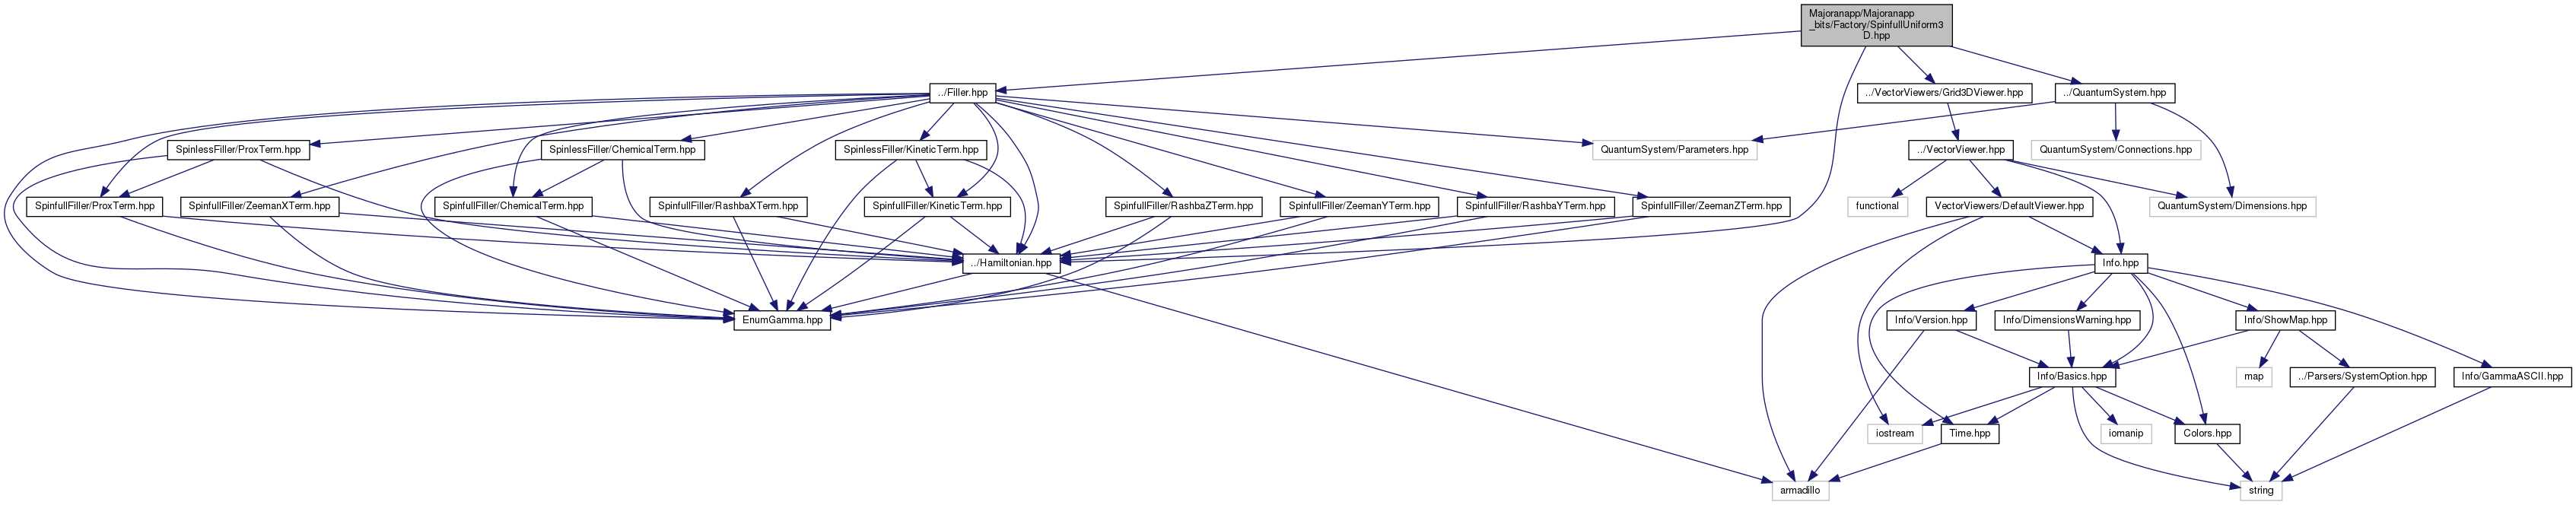 Majoranapp/Majoranapp
_bits/Factory/SpinfullUniform3
D.hpp
../Filler.hpp
../VectorViewers/Grid3DViewer.hpp
../QuantumSystem.hpp
SpinlessFiller/ProxTerm.hpp
SpinlessFiller/ChemicalTerm.hpp
SpinlessFiller/KineticTerm.hpp
QuantumSystem/Parameters.hpp
../VectorViewer.hpp
QuantumSystem/Connections.hpp
SpinfullFiller/ProxTerm.hpp
SpinfullFiller/ZeemanXTerm.hpp
SpinfullFiller/ChemicalTerm.hpp
SpinfullFiller/RashbaXTerm.hpp
SpinfullFiller/KineticTerm.hpp
SpinfullFiller/RashbaZTerm.hpp
SpinfullFiller/ZeemanYTerm.hpp
SpinfullFiller/RashbaYTerm.hpp
SpinfullFiller/ZeemanZTerm.hpp
functional
VectorViewers/DefaultViewer.hpp
QuantumSystem/Dimensions.hpp
../Hamiltonian.hpp
Info.hpp
EnumGamma.hpp
Info/Version.hpp
Info/DimensionsWarning.hpp
Info/ShowMap.hpp
Info/Basics.hpp
map
../Parsers/SystemOption.hpp
Info/GammaASCII.hpp
iostream
Time.hpp
iomanip
Colors.hpp
armadillo
string